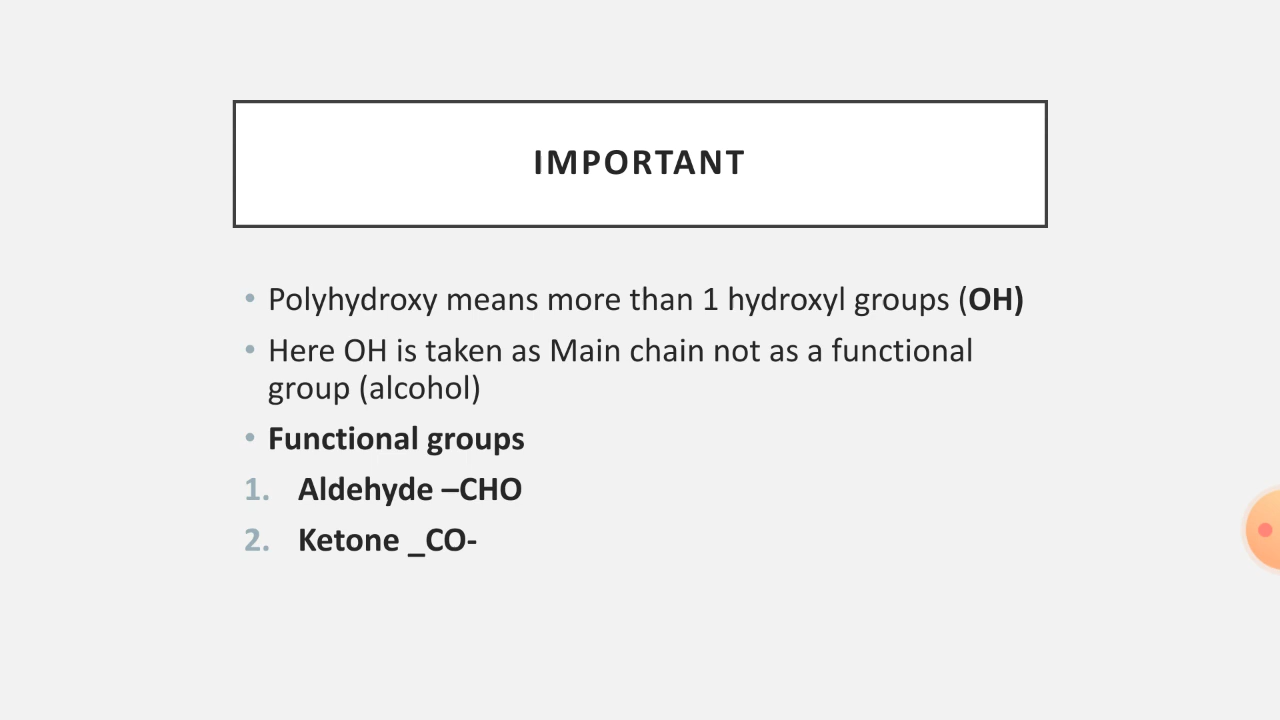 IMPORTANT
• Polyhydroxy means more than 1 hydroxyl groups (OH)
• Here OH is taken as Main chain not as a functional
group (alcohol)
• Functional groups
1. Aldehyde –CHO
2. Ketone _CO-